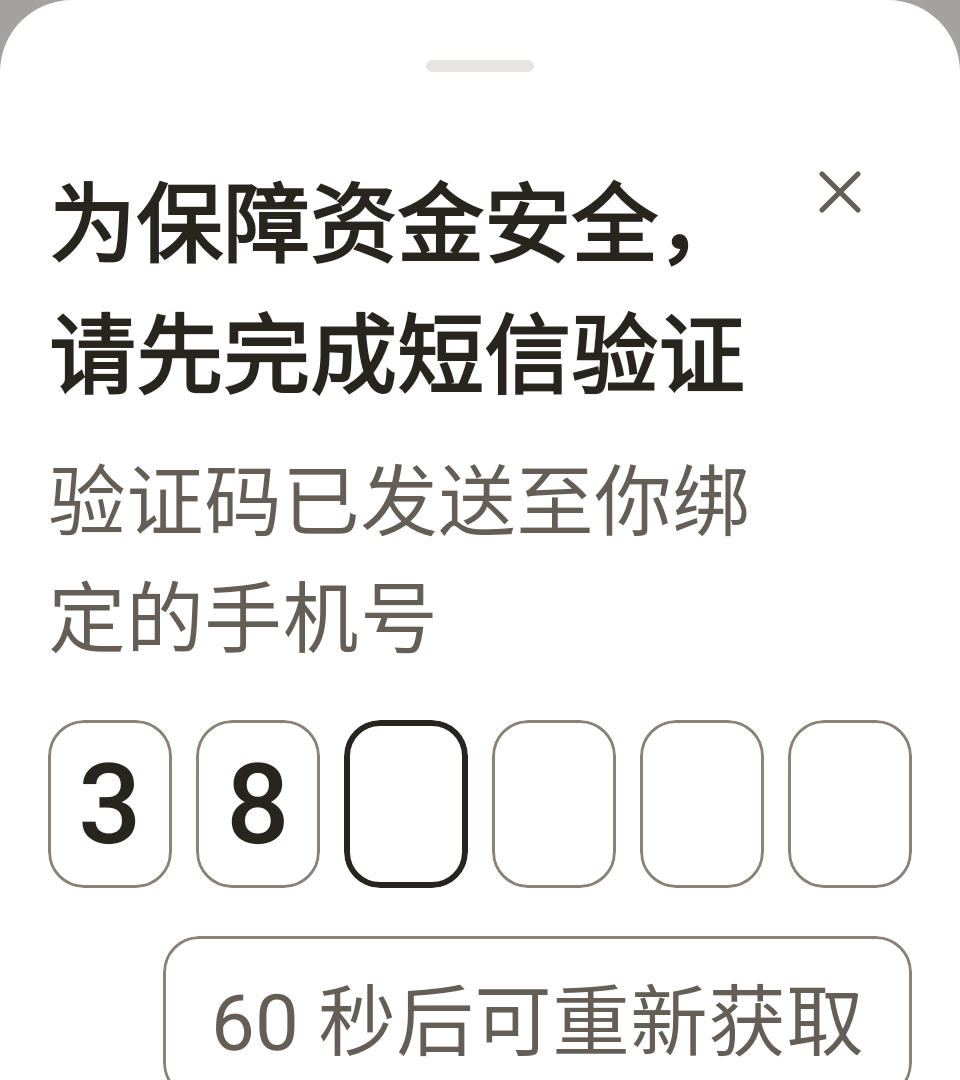 为保障资金安全，
请先完成短信验证
验证码已发送至你绑
定的手机号
3 8
60 秒后可重新获取